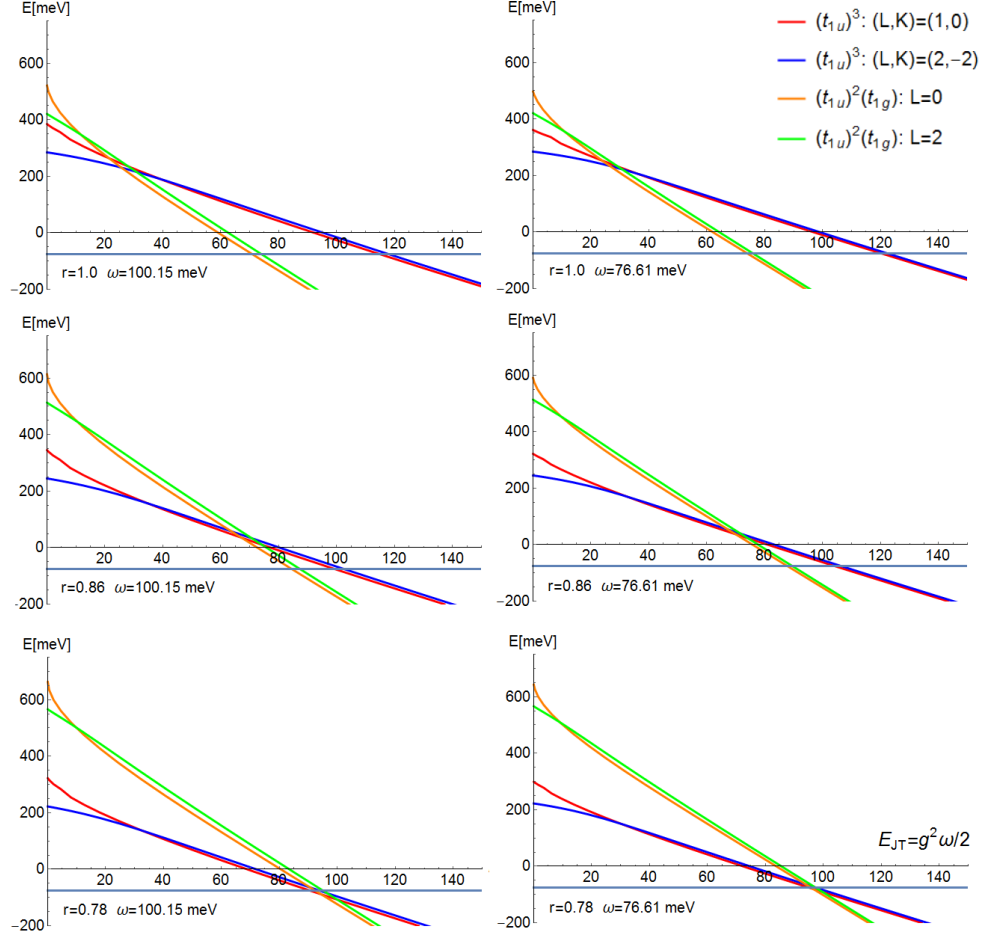 E[meV]
600
400
200
0
20 40 60 80 100 120 140
r=1.0 ω=100.15 meV
−200
E[meV]
(t1u)³: (L,K)=(1,0)
(t1u)³: (L,K)=(2,−2)
(t1u)²(t1g): L=0
(t1u)²(t1g): L=2
600
400
200
0
20 40 60 80 100 120 140
r=1.0 ω=76.61 meV
−200
E[meV]
600
400
200
0
20 40 60 80 100 120 140
r=0.86 ω=100.15 meV
-200
E[meV]
600
400
200
0
20 40 60 80 100 120 140
r=0.86 ω=76.61 meV
−200
E[meV]
600
400
200
0
20 40 60 80 100 120 140
r=0.78 ω=100.15 meV
-200
E[meV]
600
400
200
E_JT=g²ω/2
0
20 40 60 80 100 120 140
r=0.78 ω=76.61 meV
−200